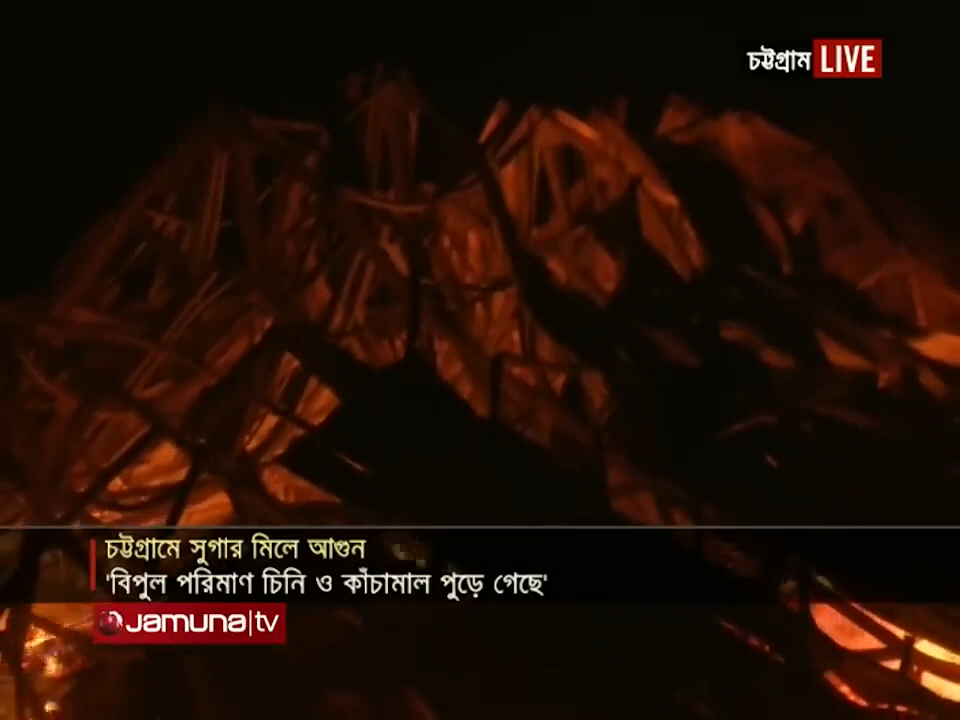 চট্টগ্রাম LIVE
চট্টগ্রামে সুগার মিলে আগুন
'বিপুল পরিমাণ চিনি ও কাঁচামাল পুড়ে গেছে'
Jamuna|tv